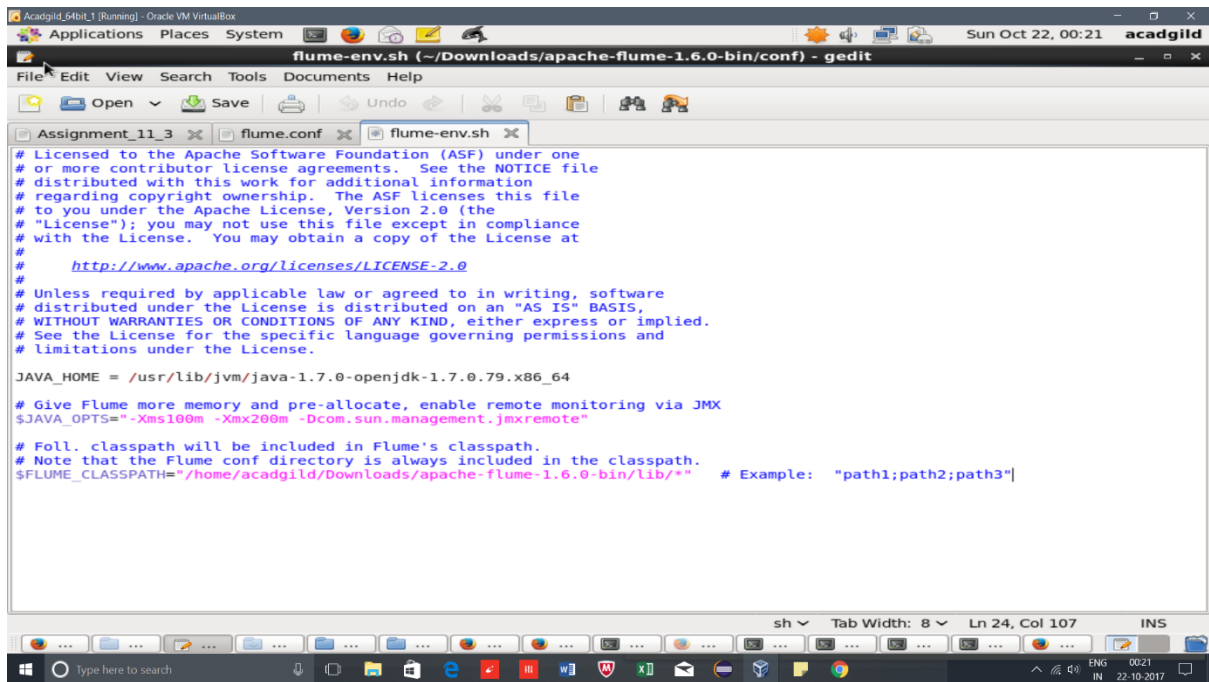 Acadgild_64bit_1 [Running] - Oracle VM VirtualBox
Applications Places System Sun Oct 22, 00:21 acadgild
flume-env.sh (~/Downloads/apache-flume-1.6.0-bin/conf) - gedit
File Edit View Search Tools Documents Help
Open Save Undo
Assignment_11_3 flume.conf flume-env.sh
# Licensed to the Apache Software Foundation (ASF) under one
# or more contributor license agreements.  See the NOTICE file
# distributed with this work for additional information
# regarding copyright ownership.  The ASF licenses this file
# to you under the Apache License, Version 2.0 (the
# "License"); you may not use this file except in compliance
# with the License.  You may obtain a copy of the License at
#
#     http://www.apache.org/licenses/LICENSE-2.0
#
# Unless required by applicable law or agreed to in writing, software
# distributed under the License is distributed on an "AS IS" BASIS,
# WITHOUT WARRANTIES OR CONDITIONS OF ANY KIND, either express or implied.
# See the License for the specific language governing permissions and
# limitations under the License.
JAVA_HOME = /usr/lib/jvm/java-1.7.0-openjdk-1.7.0.79.x86_64
# Give Flume more memory and pre-allocate, enable remote monitoring via JMX
$JAVA_OPTS="-Xms100m -Xmx200m -Dcom.sun.management.jmxremote"
# Foll. classpath will be included in Flume's classpath.
# Note that the Flume conf directory is always included in the classpath.
$FLUME_CLASSPATH="/home/acadgild/Downloads/apache-flume-1.6.0-bin/lib/*"   # Example:  "path1;path2;path3"
sh Tab Width: 8 Ln 24, Col 107 INS
... ... ... ... ... ... ... ... ... ... ... ... ... ... ...
Type here to search ENG 00:21
IN 22-10-2017